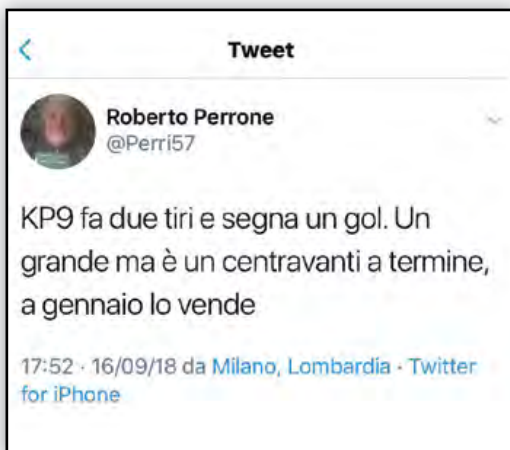 Tweet
Roberto Perrone
@Perri57
KP9 fa due tiri e segna un gol. Un
grande ma è un centravanti a termine,
a gennaio lo vende
17:52 · 16/09/18 da Milano, Lombardia · Twitter
for iPhone